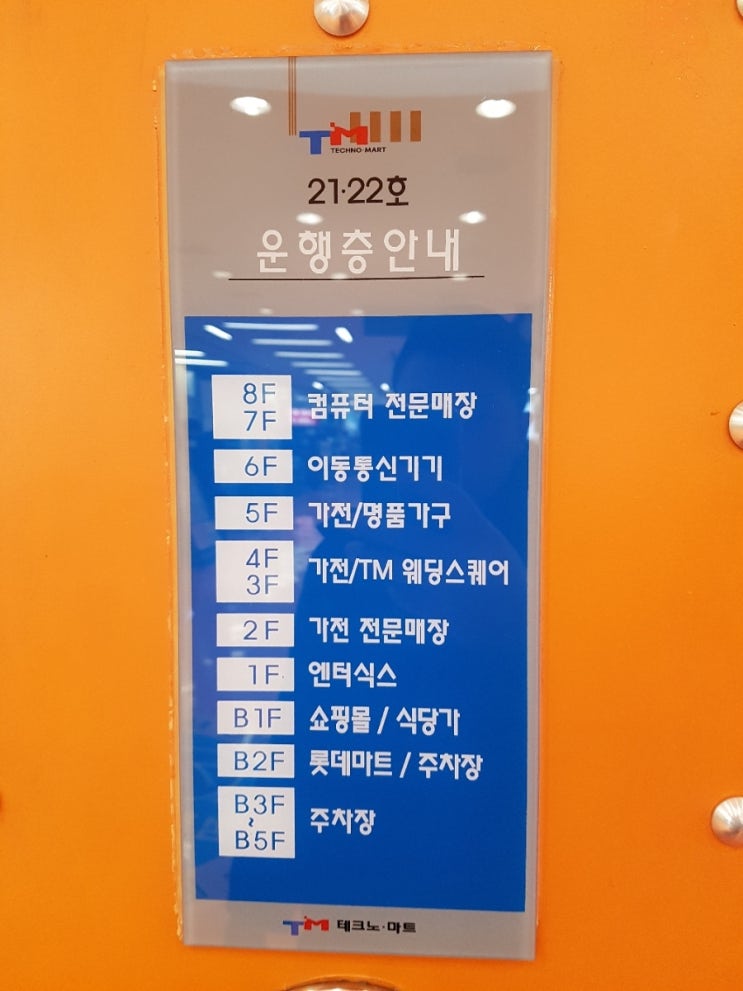 TM
TECHNO·MART
21·22호
운행층안내
8F
7F 컴퓨터 전문매장
6F 이동통신기기
5F 가전/명품가구
4F
3F 가전/TM 웨딩스퀘어
2F 가전 전문매장
1F 엔터식스
B1F 쇼핑몰 / 식당가
B2F 롯데마트 / 주차장
B3F
~
B5F 주차장
TM 테크노·마트